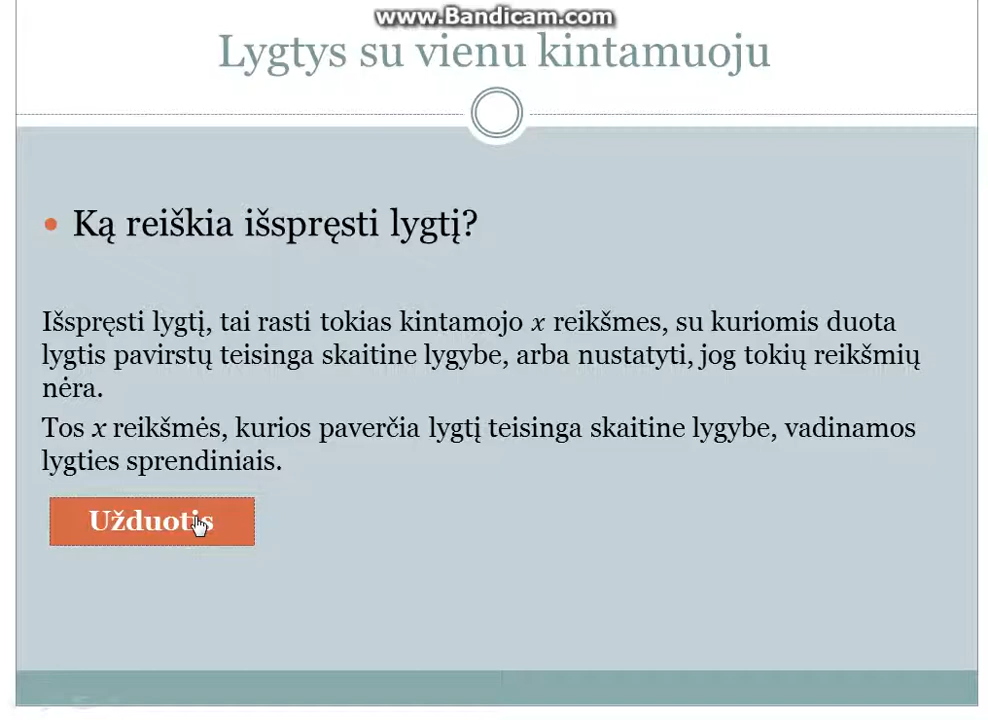 www.Bandicam.com
Lygtys su vienu kintamuoju
Ką reiškia išspręsti lygtį?
Išspręsti lygtį, tai rasti tokias kintamojo x reikšmes, su kuriomis duota
lygtis pavirstų teisinga skaitine lygybe, arba nustatyti, jog tokių reikšmių
nėra.
Tos x reikšmės, kurios paverčia lygtį teisinga skaitine lygybe, vadinamos
lygties sprendiniais.
Užduotis